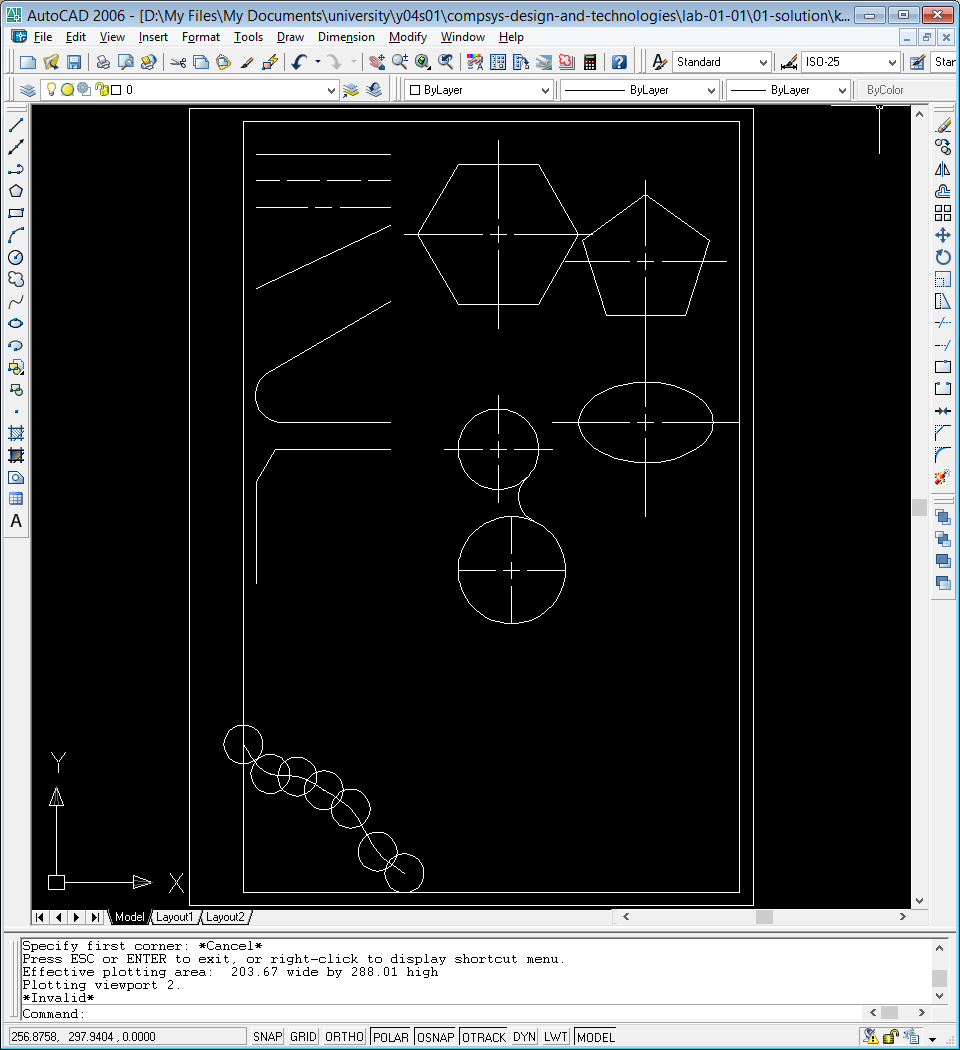 AutoCAD 2006 - [D:\My Files\My Documents\university\y04s01\compsys-design-and-technologies\lab-01-01\01-solution\k...
File Edit View Insert Format Tools Draw Dimension Modify Window Help
Standard ISO-25
0 ByLayer ByLayer ByLayer ByColor
A
Y
X
Model Layout1 Layout2
Specify first corner: *Cancel*
Press ESC or ENTER to exit, or right-click to display shortcut menu.
Effective plotting area:  203.67 wide by 288.01 high
Plotting viewport 2.
*Invalid*
Command:
256.8758, 297.9404 , 0.0000 SNAP GRID ORTHO POLAR OSNAP OTRACK DYN LWT MODEL